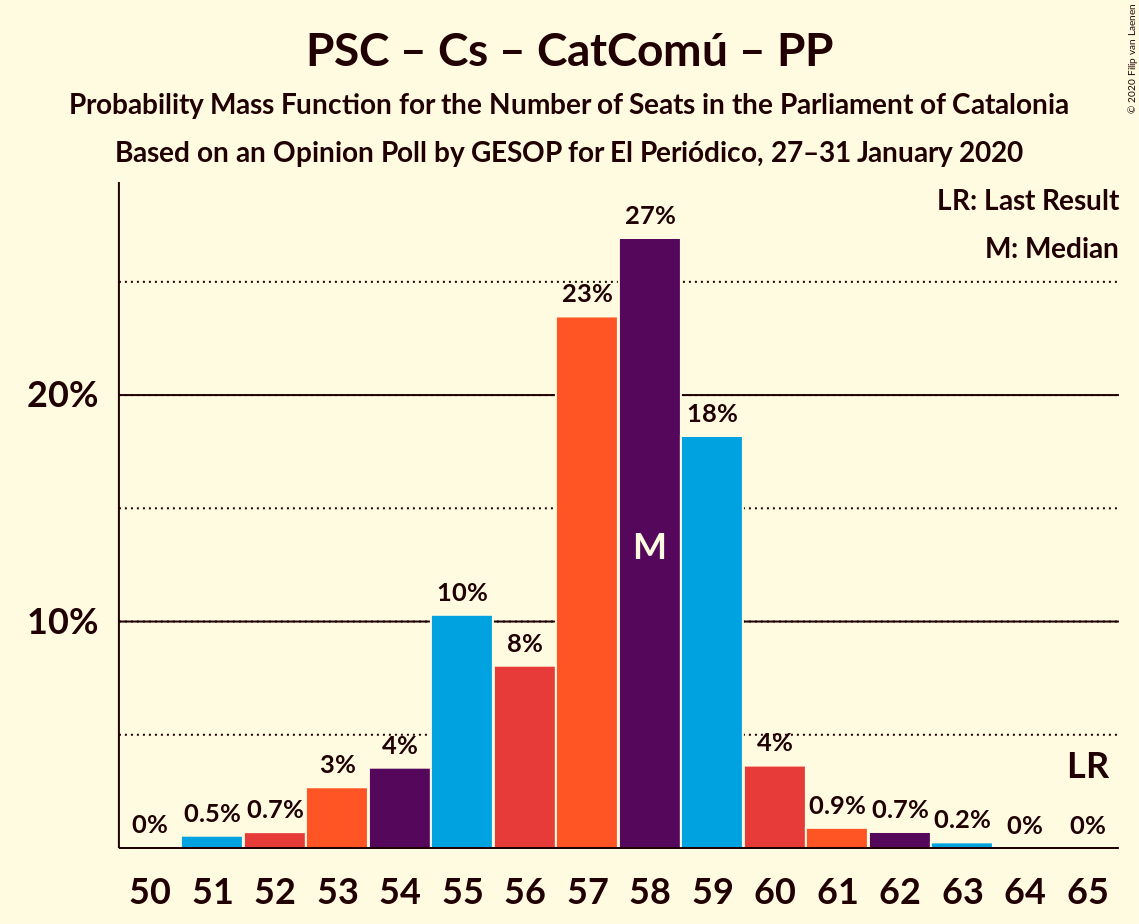 PSC – Cs – CatComú – PP
Probability Mass Function for the Number of Seats in the Parliament of Catalonia
Based on an Opinion Poll by GESOP for El Periódico, 27–31 January 2020
© 2020 Filip van Laenen
LR: Last Result
M: Median
20%
10%
0%
0.5%
0.7%
3%
4%
10%
8%
23%
27%
18%
4%
0.9%
0.7%
0.2%
0%
0%
M
LR
50 51 52 53 54 55 56 57 58 59 60 61 62 63 64 65